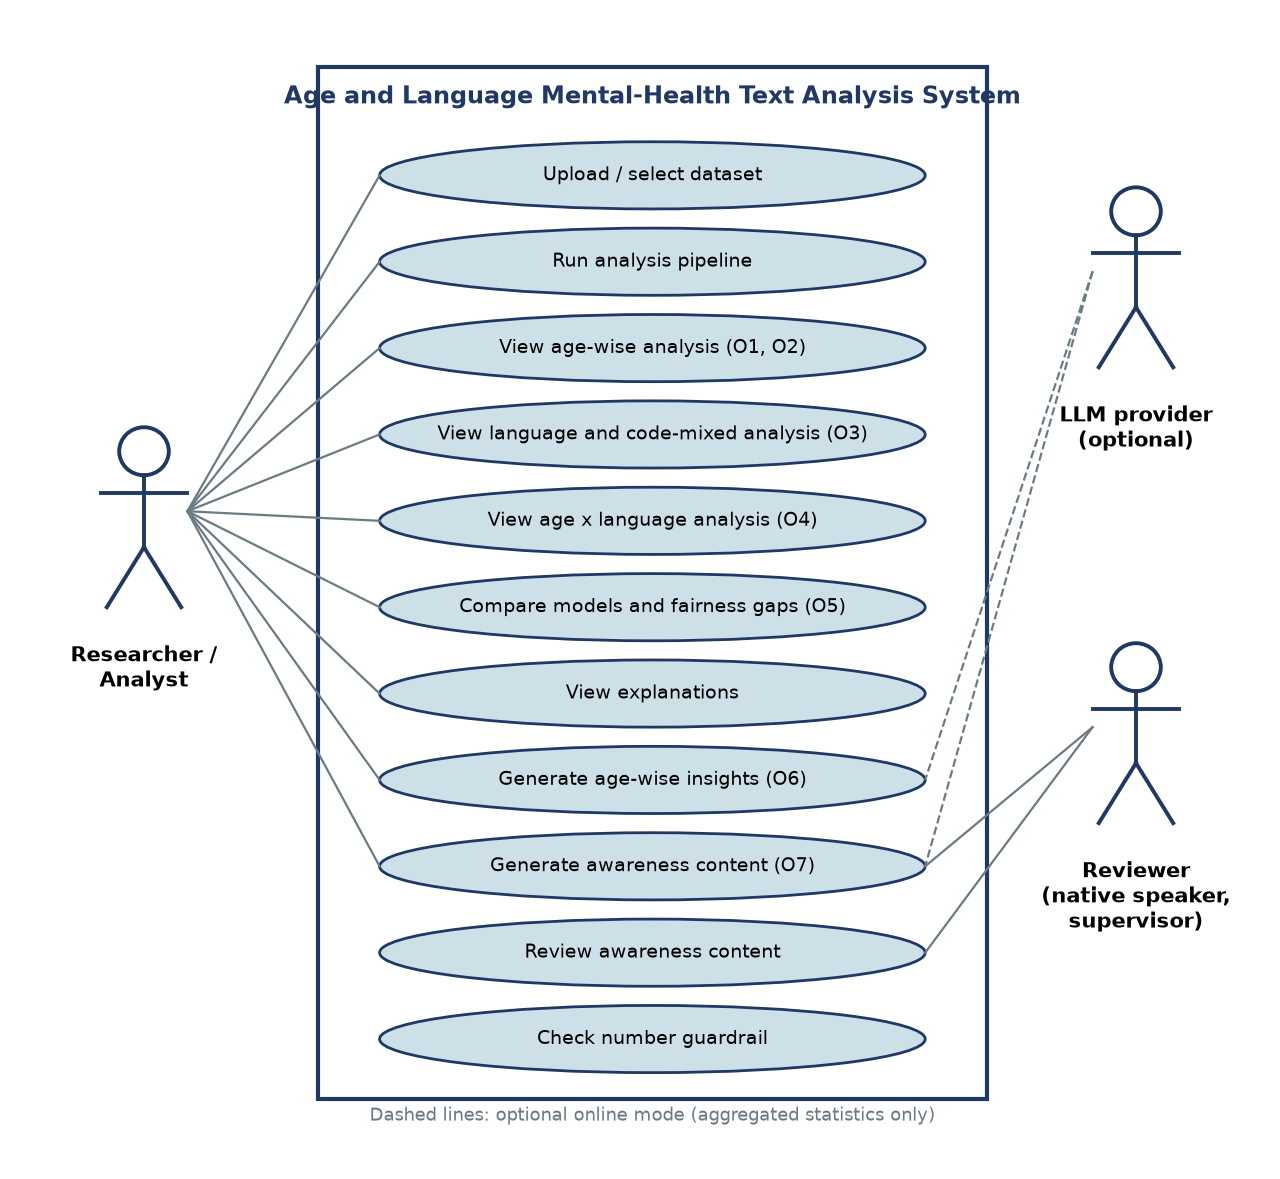 Age and Language Mental-Health Text Analysis System
Upload / select dataset
Run analysis pipeline
View age-wise analysis (O1, O2)
View language and code-mixed analysis (O3)
View age x language analysis (O4)
Compare models and fairness gaps (O5)
View explanations
Generate age-wise insights (O6)
Generate awareness content (O7)
Review awareness content
Check number guardrail
Researcher /
Analyst
LLM provider
(optional)
Reviewer
(native speaker,
supervisor)
Dashed lines: optional online mode (aggregated statistics only)